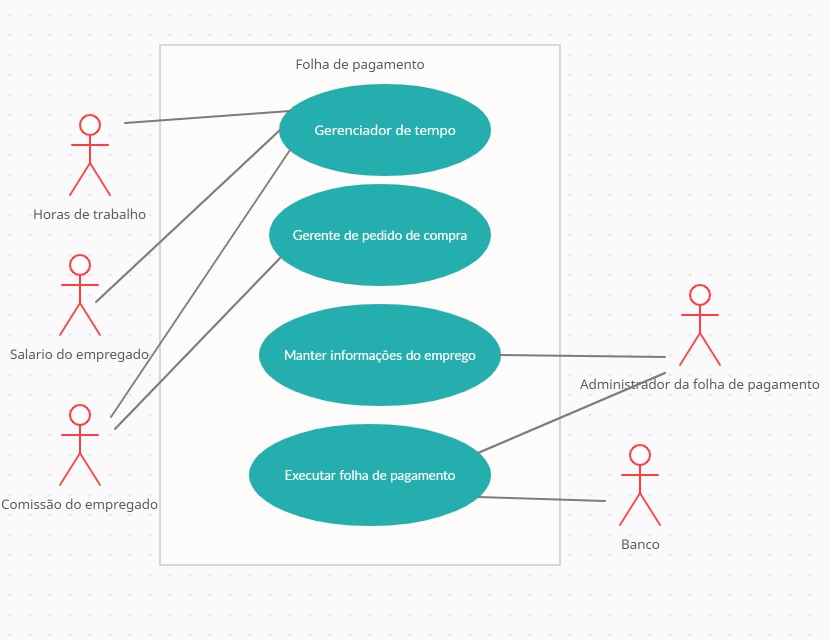 Folha de pagamento
Gerenciador de tempo
Horas de trabalho
Gerente de pedido de compra
Salario do empregado
Manter informações do emprego
Administrador da folha de pagamento
Executar folha de pagamento
Comissão do empregado
Banco